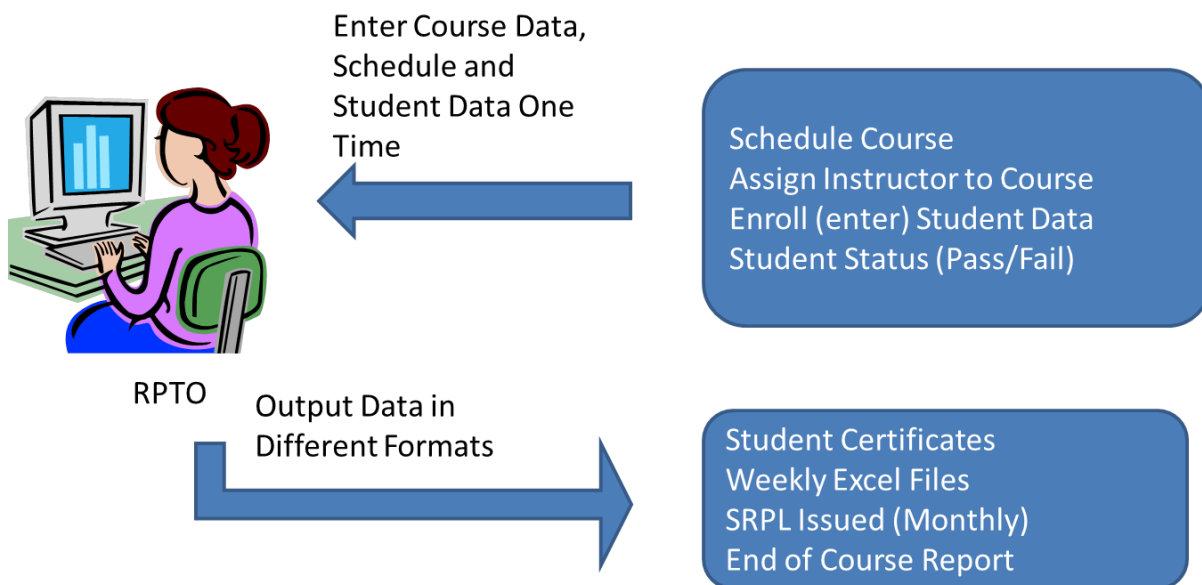 Enter Course Data,
Schedule and
Student Data One
Time
Schedule Course
Assign Instructor to Course
Enroll (enter) Student Data
Student Status (Pass/Fail)
RPTO
Output Data in
Different Formats
Student Certificates
Weekly Excel Files
SRPL Issued (Monthly)
End of Course Report